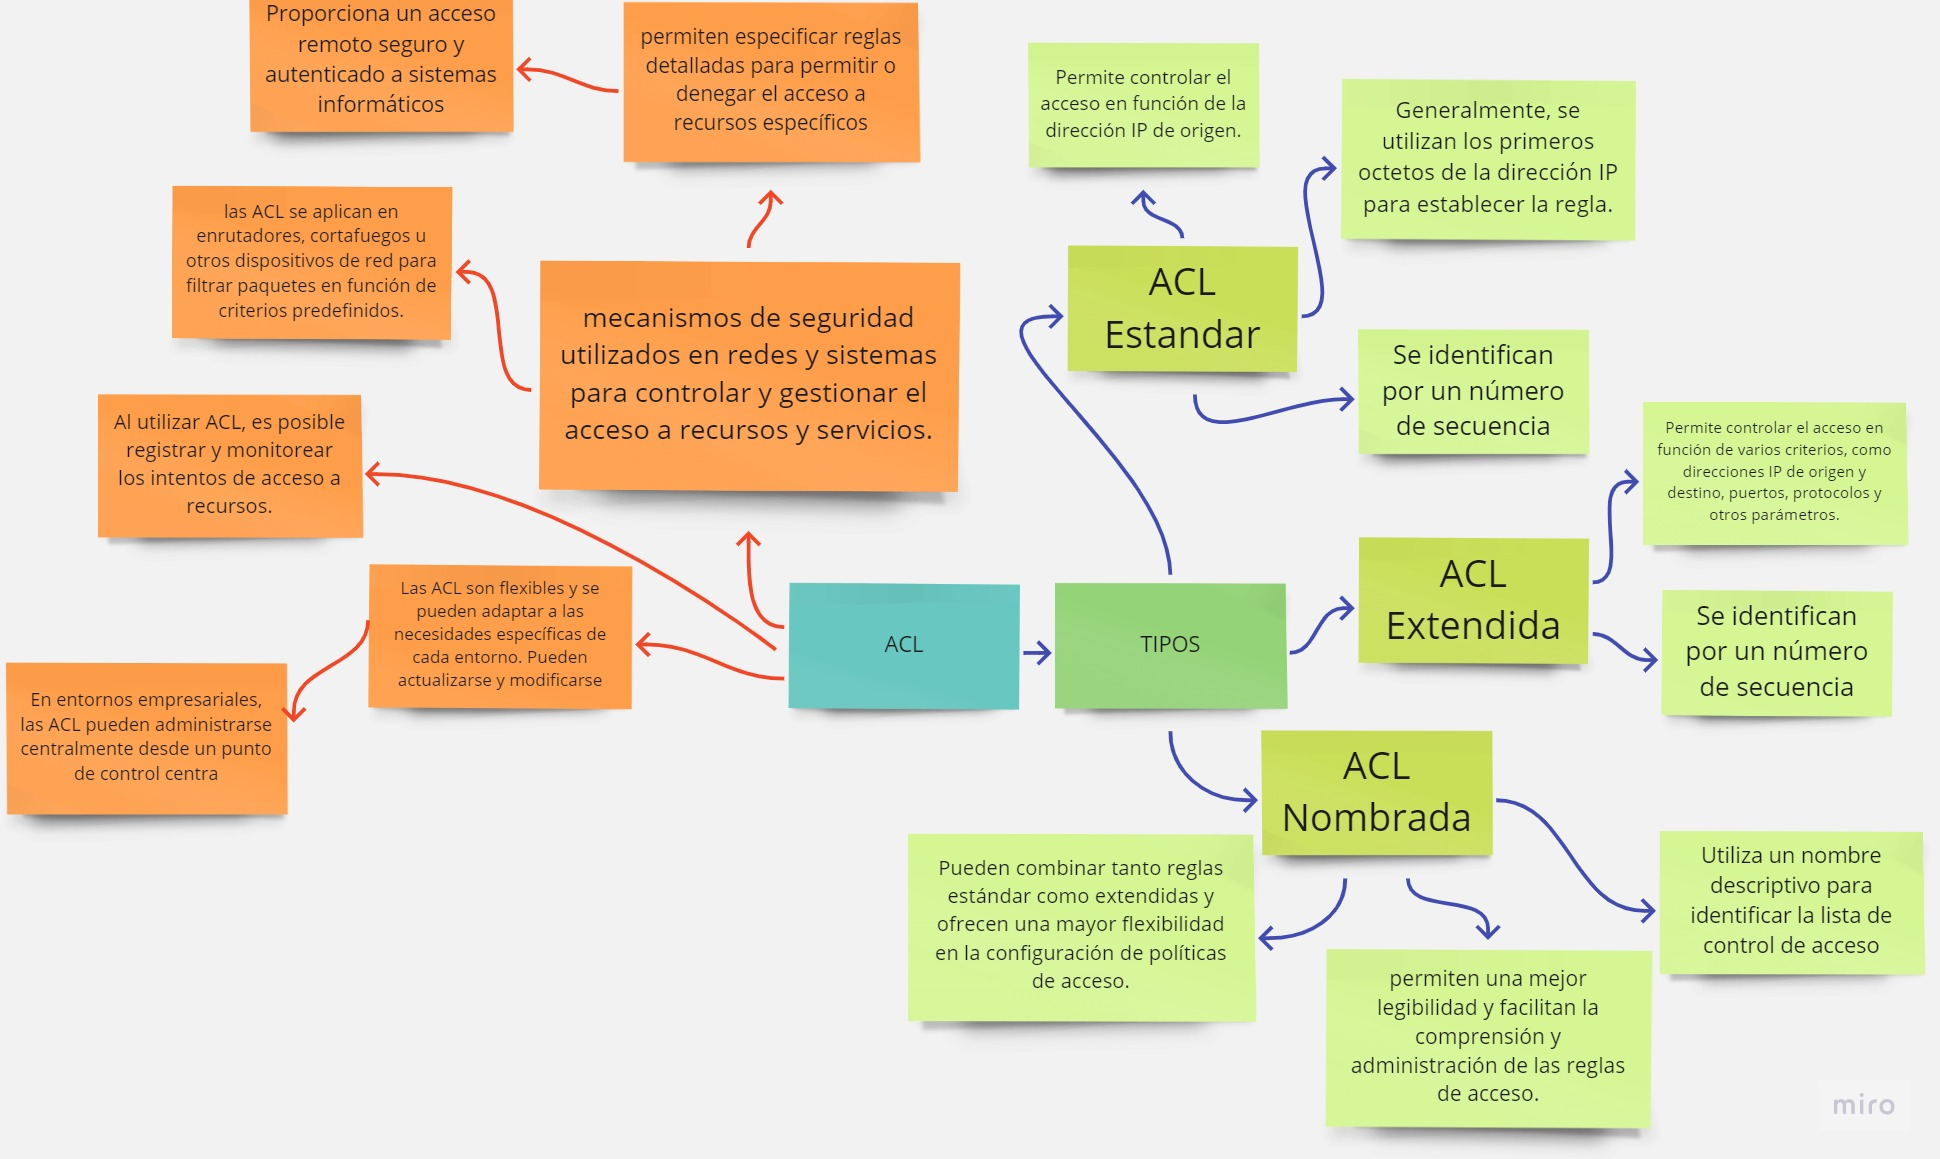 Proporciona un acceso
remoto seguro y
autenticado a sistemas
informáticos
permiten especificar reglas
detalladas para permitir o
denegar el acceso a
recursos específicos
las ACL se aplican en
enrutadores, cortafuegos u
otros dispositivos de red para
filtrar paquetes en función de
criterios predefinidos.
mecanismos de seguridad
utilizados en redes y sistemas
para controlar y gestionar el
acceso a recursos y servicios.
Al utilizar ACL, es posible
registrar y monitorear
los intentos de acceso a
recursos.
Las ACL son flexibles y se
pueden adaptar a las
necesidades específicas de
cada entorno. Pueden
actualizarse y modificarse
En entornos empresariales,
las ACL pueden administrarse
centralmente desde un punto
de control centra
ACL
TIPOS
Permite controlar el
acceso en función de la
dirección IP de origen.
Generalmente, se
utilizan los primeros
octetos de la dirección IP
para establecer la regla.
ACL
Estandar
Se identifican
por un número
de secuencia
Permite controlar el acceso en
función de varios criterios, como
direcciones IP de origen y
destino, puertos, protocolos y
otros parámetros.
ACL
Extendida
Se identifican
por un número
de secuencia
ACL
Nombrada
Pueden combinar tanto reglas
estándar como extendidas y
ofrecen una mayor flexibilidad
en la configuración de políticas
de acceso.
permiten una mejor
legibilidad y facilitan la
comprensión y
administración de las reglas
de acceso.
Utiliza un nombre
descriptivo para
identificar la lista de
control de acceso
miro